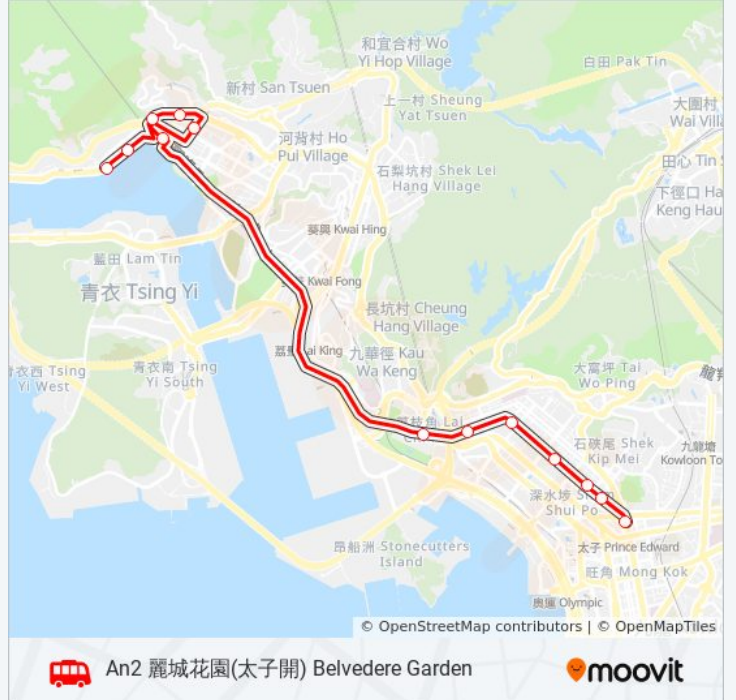 和宜合村 Wo
Yi Hop Village
白田 Pak Tin
新村 San Tsuen
上一村 Sheung
Yat Tsuen
大圍村
Wai Villa
河背村 Ho
Pui Village
石梨坑村 Shek Lei
Hang Village
田心 Tin S
下徑口 Ha
Keng Hau
葵興 Kwai Hing
藍田 Lam Tin
青衣 Tsing Yi
Kwai Fong
長坑村 Cheung
Hang Village
九華徑 Kau
Wa Keng
青衣南 Tsing
Yi South
衣西 Tsing
Yi West
大窩坪 Tai
Wo Ping
荔枝角 Lai
石硤尾 Shek
Kip Mei
九龍塘
Kowloon To
深水埗 Sham
Shui Po
昂船洲 Stonecutters
Island
太子 Prince Edward
旺角 Mong Kok
奧運 Olympic
© OpenStreetMap contributors | © OpenMapTiles
An2 麗城花園(太子開) Belvedere Garden
moovit